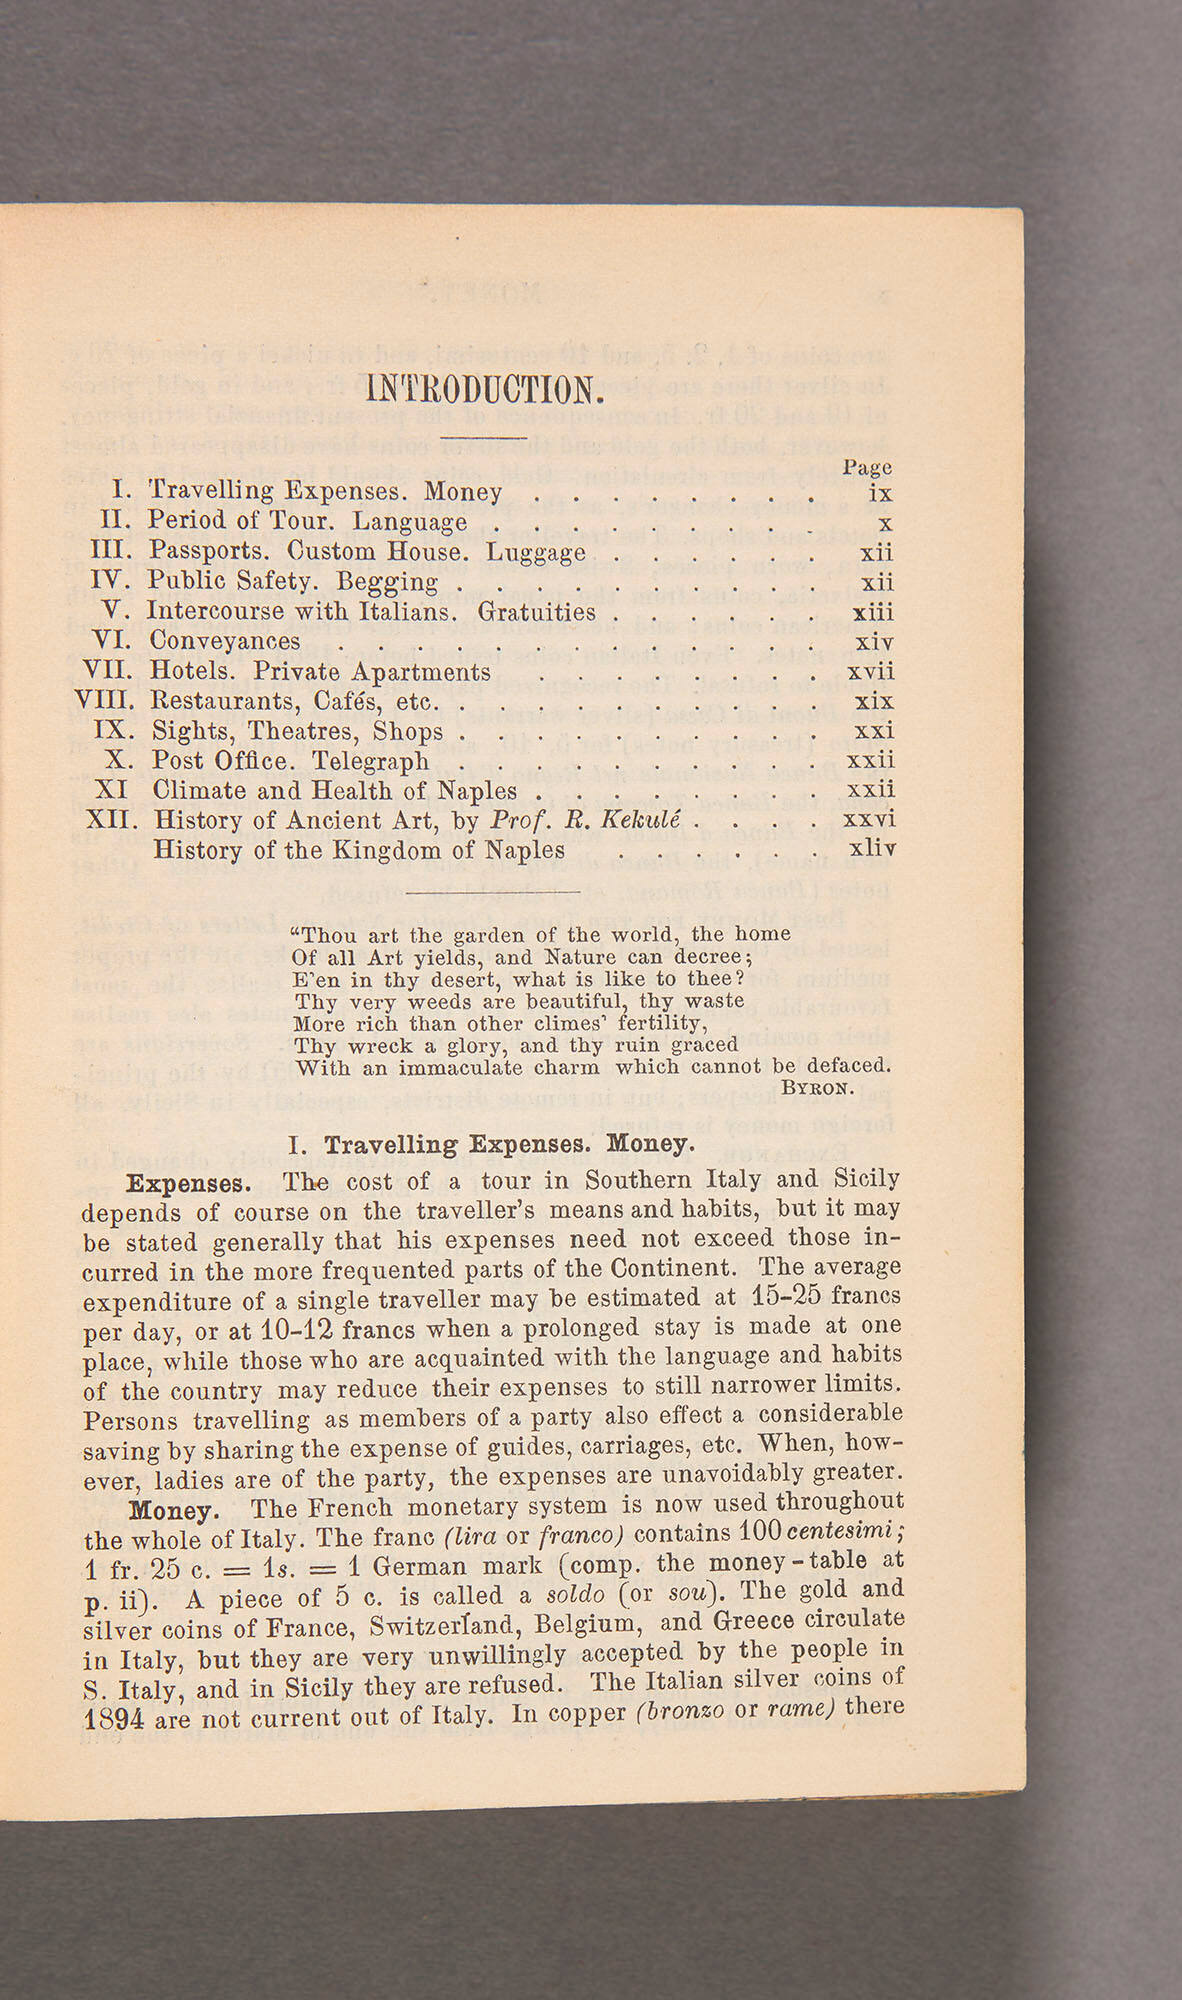 INTRODUCTION.
Page
I. Travelling Expenses. Money . . . . . . . . ix
II. Period of Tour. Language . . . . . . . . . x
III. Passports. Custom House. Luggage . . . . . . xii
IV. Public Safety. Begging . . . . . . . . . . xii
V. Intercourse with Italians. Gratuities . . . . . xiii
VI. Conveyances . . . . . . . . . . . . . xiv
VII. Hotels. Private Apartments . . . . . . . . xvii
VIII. Restaurants, Cafés, etc. . . . . . . . . . . xix
IX. Sights, Theatres, Shops . . . . . . . . . . xxi
X. Post Office. Telegraph . . . . . . . . . . xxii
XI Climate and Health of Naples . . . . . . . . xxii
XII. History of Ancient Art, by Prof. R. Kekulé . . . . xxvi
History of the Kingdom of Naples . . . . . . xliv
“Thou art the garden of the world, the home
Of all Art yields, and Nature can decree;
E'en in thy desert, what is like to thee?
Thy very weeds are beautiful, thy waste
More rich than other climes' fertility,
Thy wreck a glory, and thy ruin graced
With an immaculate charm which cannot be defaced.
BYRON.
I. Travelling Expenses. Money.
Expenses. The cost of a tour in Southern Italy and Sicily
depends of course on the traveller's means and habits, but it may
be stated generally that his expenses need not exceed those in-
curred in the more frequented parts of the Continent. The average
expenditure of a single traveller may be estimated at 15-25 francs
per day, or at 10-12 francs when a prolonged stay is made at one
place, while those who are acquainted with the language and habits
of the country may reduce their expenses to still narrower limits.
Persons travelling as members of a party also effect a considerable
saving by sharing the expense of guides, carriages, etc. When, how-
ever, ladies are of the party, the expenses are unavoidably greater.
Money. The French monetary system is now used throughout
the whole of Italy. The franc (lira or franco) contains 100 centesimi;
1 fr. 25 c. = 1s. = 1 German mark (comp. the money-table at
p. ii). A piece of 5 c. is called a soldo (or sou). The gold and
silver coins of France, Switzerland, Belgium, and Greece circulate
in Italy, but they are very unwillingly accepted by the people in
S. Italy, and in Sicily they are refused. The Italian silver coins of
1894 are not current out of Italy. In copper (bronzo or rame) there